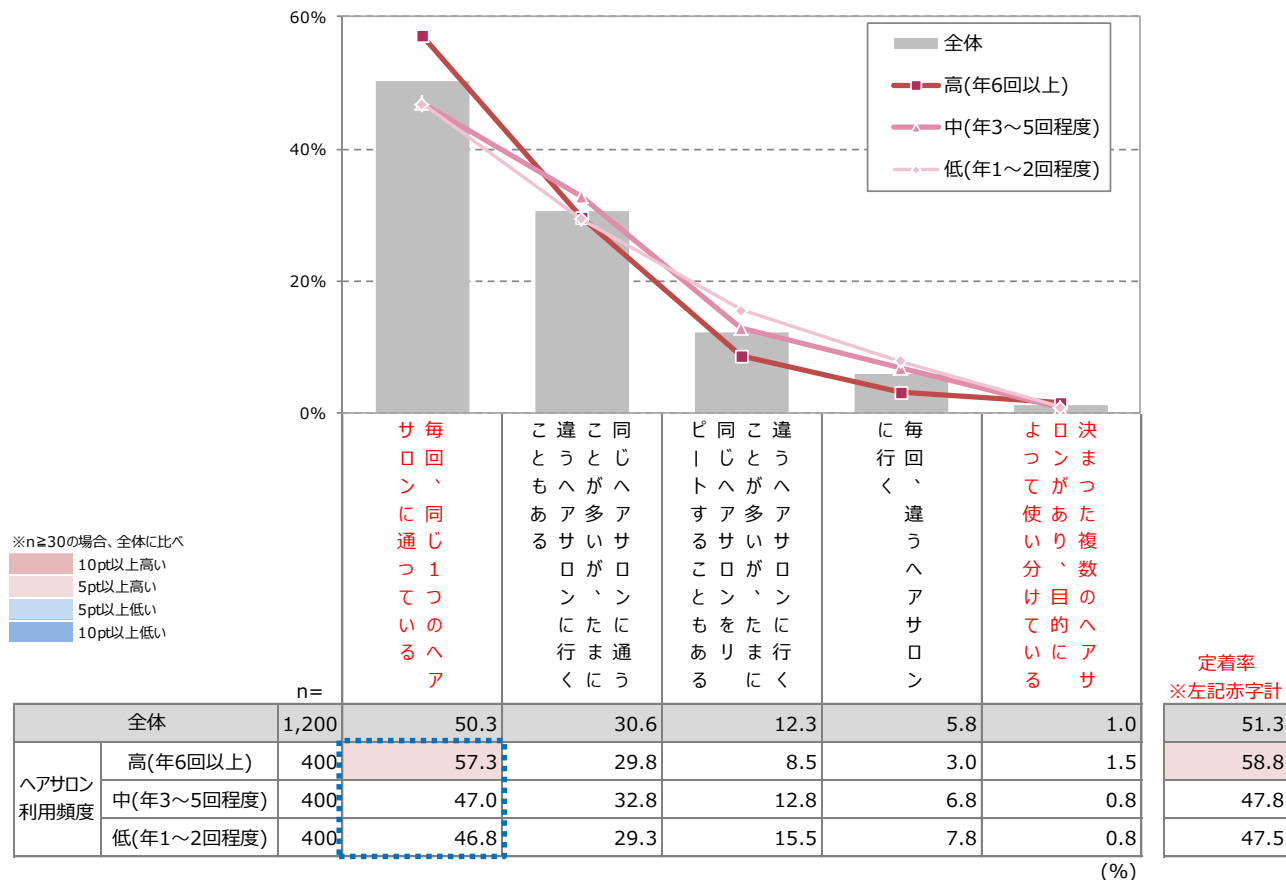 60%
40%
20%
0%
全体
高(年6回以上)
中(年3～5回程度)
低(年1～2回程度)
毎回、同じ1つのヘア
サロンに通っている
同じヘアサロンに通う
ことが多いが、たまに
違うヘアサロンに行く
こともある
違うヘアサロンに行く
ことが多いが、たまに
同じヘアサロンをリ
ピートすることもある
毎回、違うヘアサロン
に行く
決まった複数のヘアサ
ロンがあり、目的に
よって使い分けている
※n≧30の場合、全体に比べ
10pt以上高い
5pt以上高い
5pt以上低い
10pt以上低い
n=
定着率
※左記赤字計
全体 1,200 50.3 30.6 12.3 5.8 1.0 51.3
ヘアサロン
利用頻度
高(年6回以上) 400 57.3 29.8 8.5 3.0 1.5 58.8
中(年3～5回程度) 400 47.0 32.8 12.8 6.8 0.8 47.8
低(年1～2回程度) 400 46.8 29.3 15.5 7.8 0.8 47.5
(%)